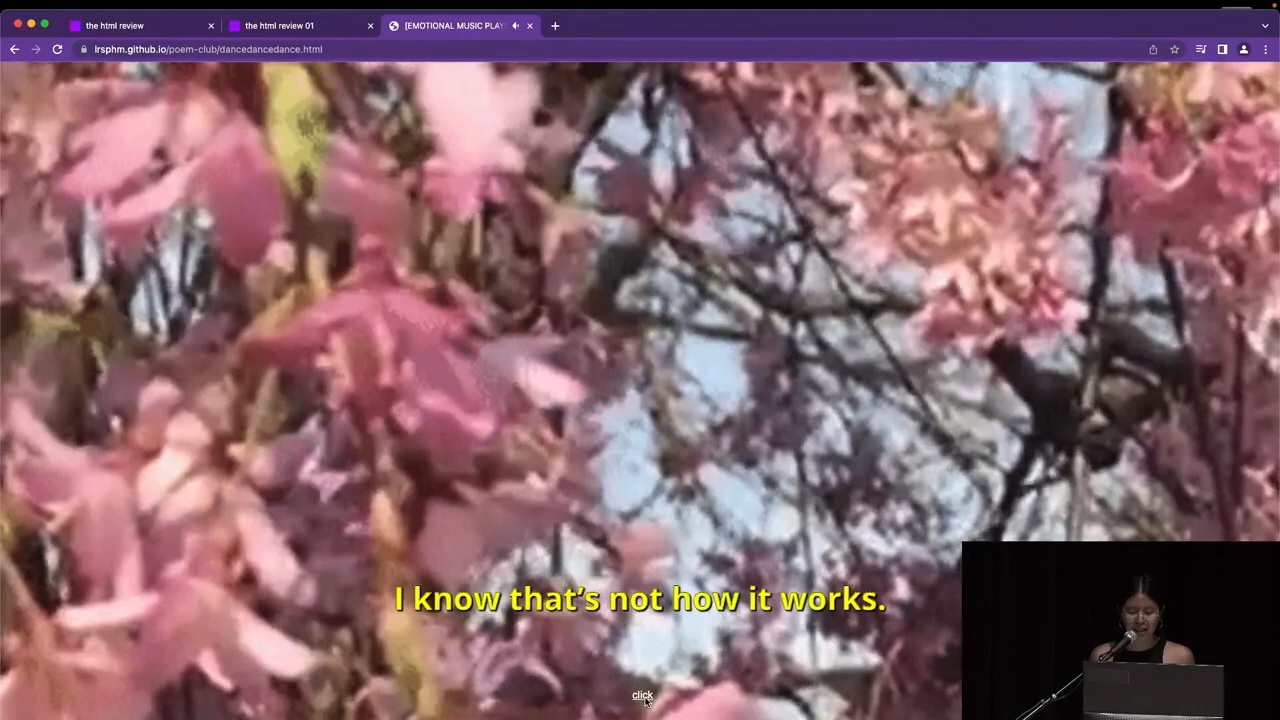 the html review
the html review 01
[EMOTIONAL MUSIC PLAY
lrsphm.github.io/poem-club/dancedancedance.html
I know that's not how it works.
click